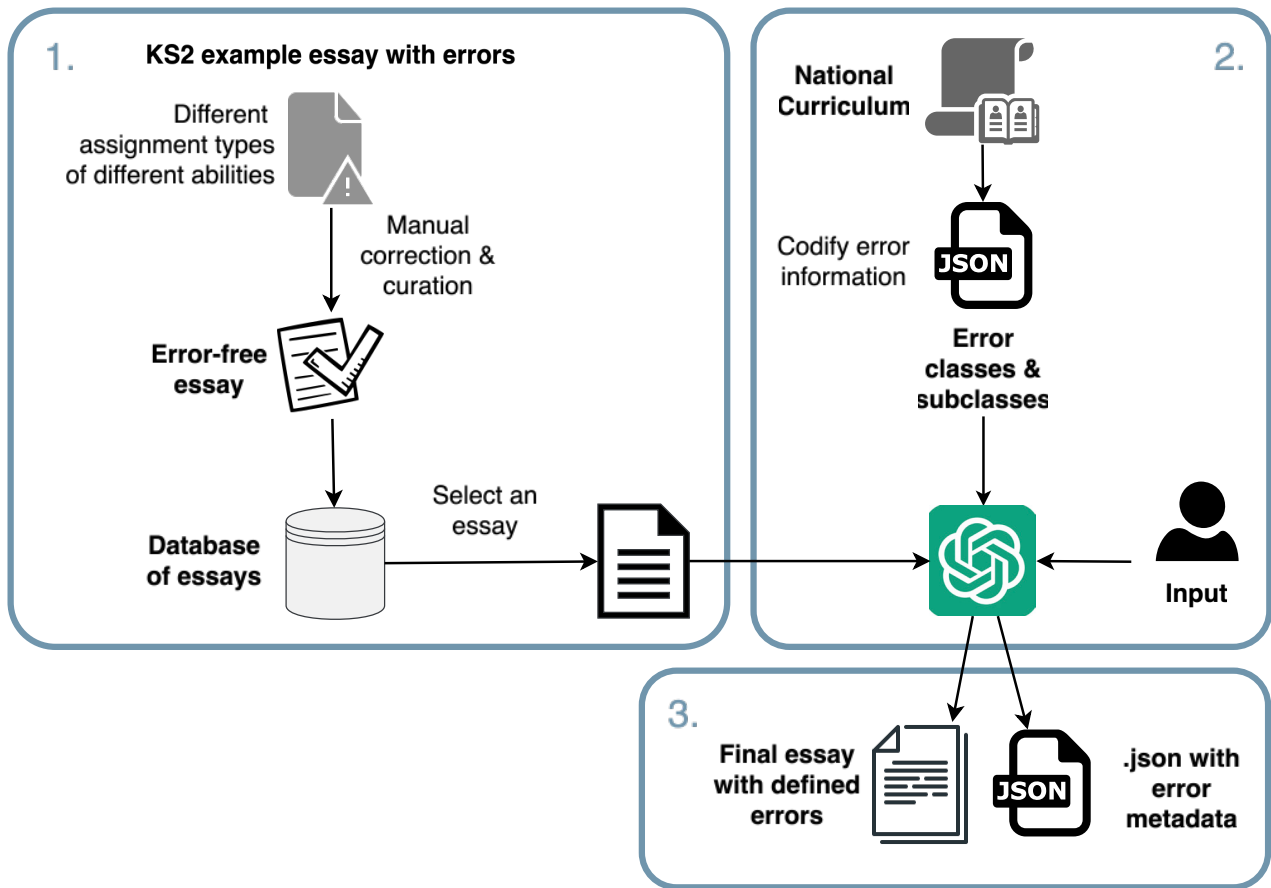 1.
KS2 example essay with errors
Different
assignment types
of different abilities
Manual
correction &
curation
Error-free
essay
Database
of essays
Select an
essay
2.
National
Curriculum
Codify error
information
JSON
Error
classes &
subclasses
Input
3.
Final essay
with defined
errors
JSON
.json with
error
metadata